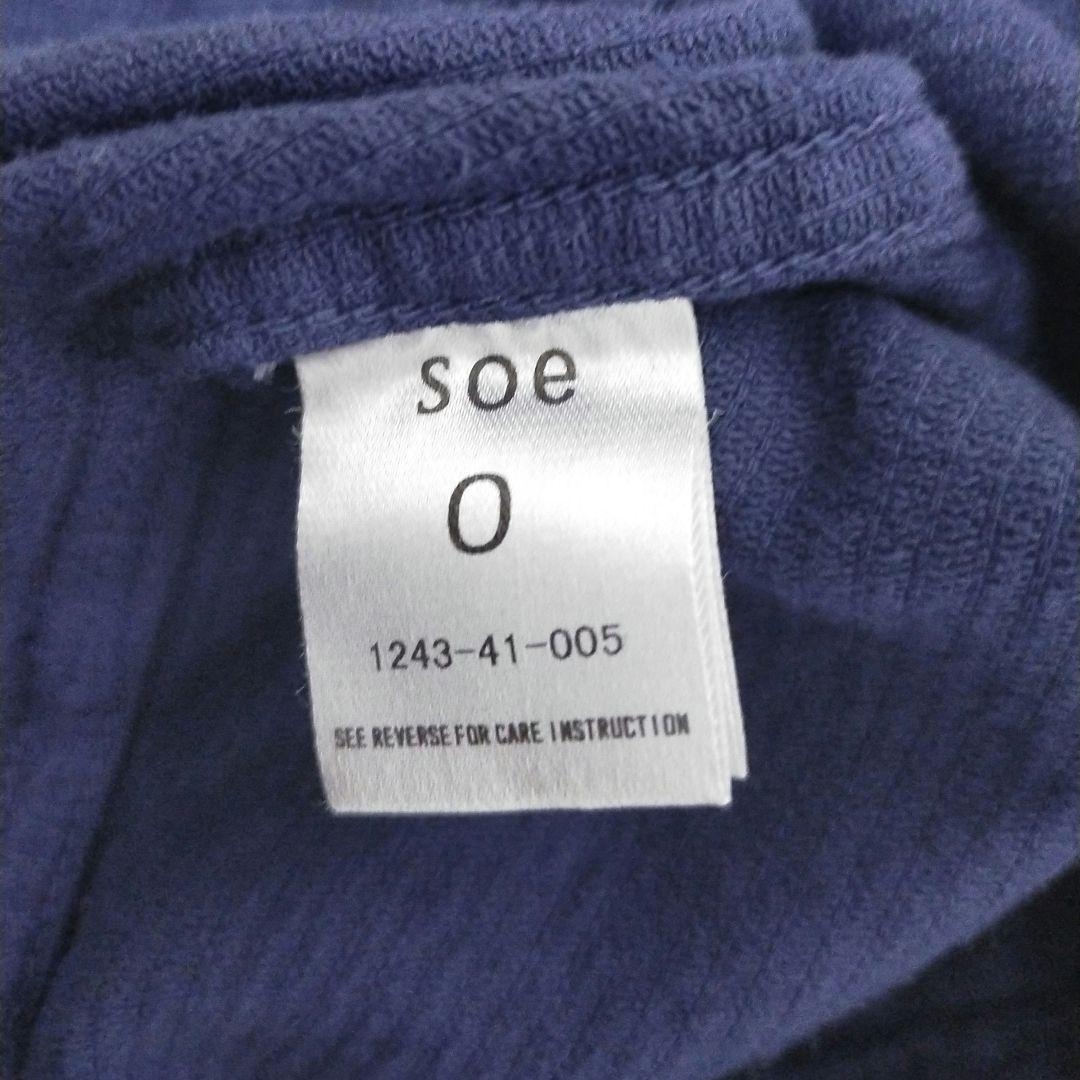 soe
0
1243-41-005
SEE REVERSE FOR CARE INSTRUCTION